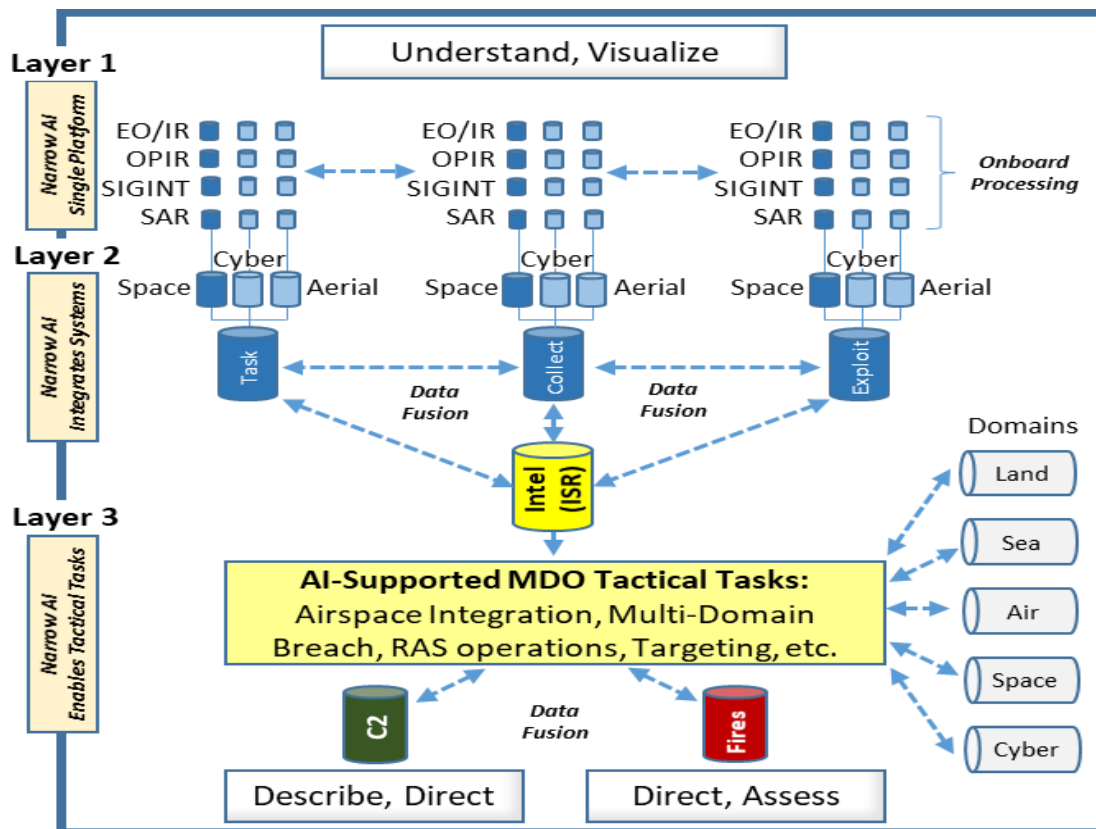 Understand, Visualize
Layer 1
Narrow AI
Single Platform
EO/IR
OPIR
SIGINT
SAR
EO/IR
OPIR
SIGINT
SAR
EO/IR
OPIR
SIGINT
SAR
Onboard
Processing
Layer 2
Narrow AI
Integrates Systems
Cyber
Space
Aerial
Cyber
Space
Aerial
Cyber
Space
Aerial
Task
Collect
Exploit
Data
Fusion
Data
Fusion
Intel
(ISR)
Domains
Land
Sea
Air
Space
Cyber
Layer 3
Narrow AI
Enables Tactical Tasks
AI-Supported MDO Tactical Tasks:
Airspace Integration, Multi-Domain
Breach, RAS operations, Targeting, etc.
C2
Data
Fusion
Fires
Describe, Direct
Direct, Assess